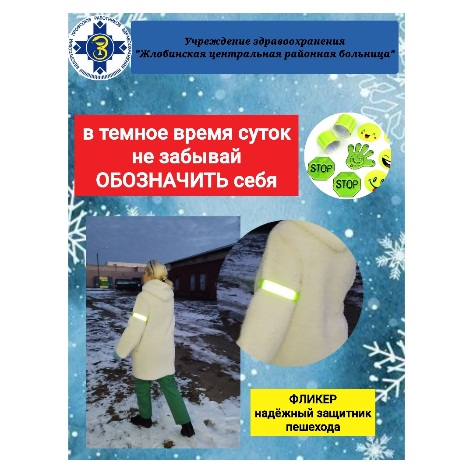 Учреждение здравоохранения
"Жлобинская центральная районная больница"
в темное время суток
не забывай
ОБОЗНАЧИТЬ себя
STOP
STOP
ФЛИКЕР
надёжный защитник
пешехода